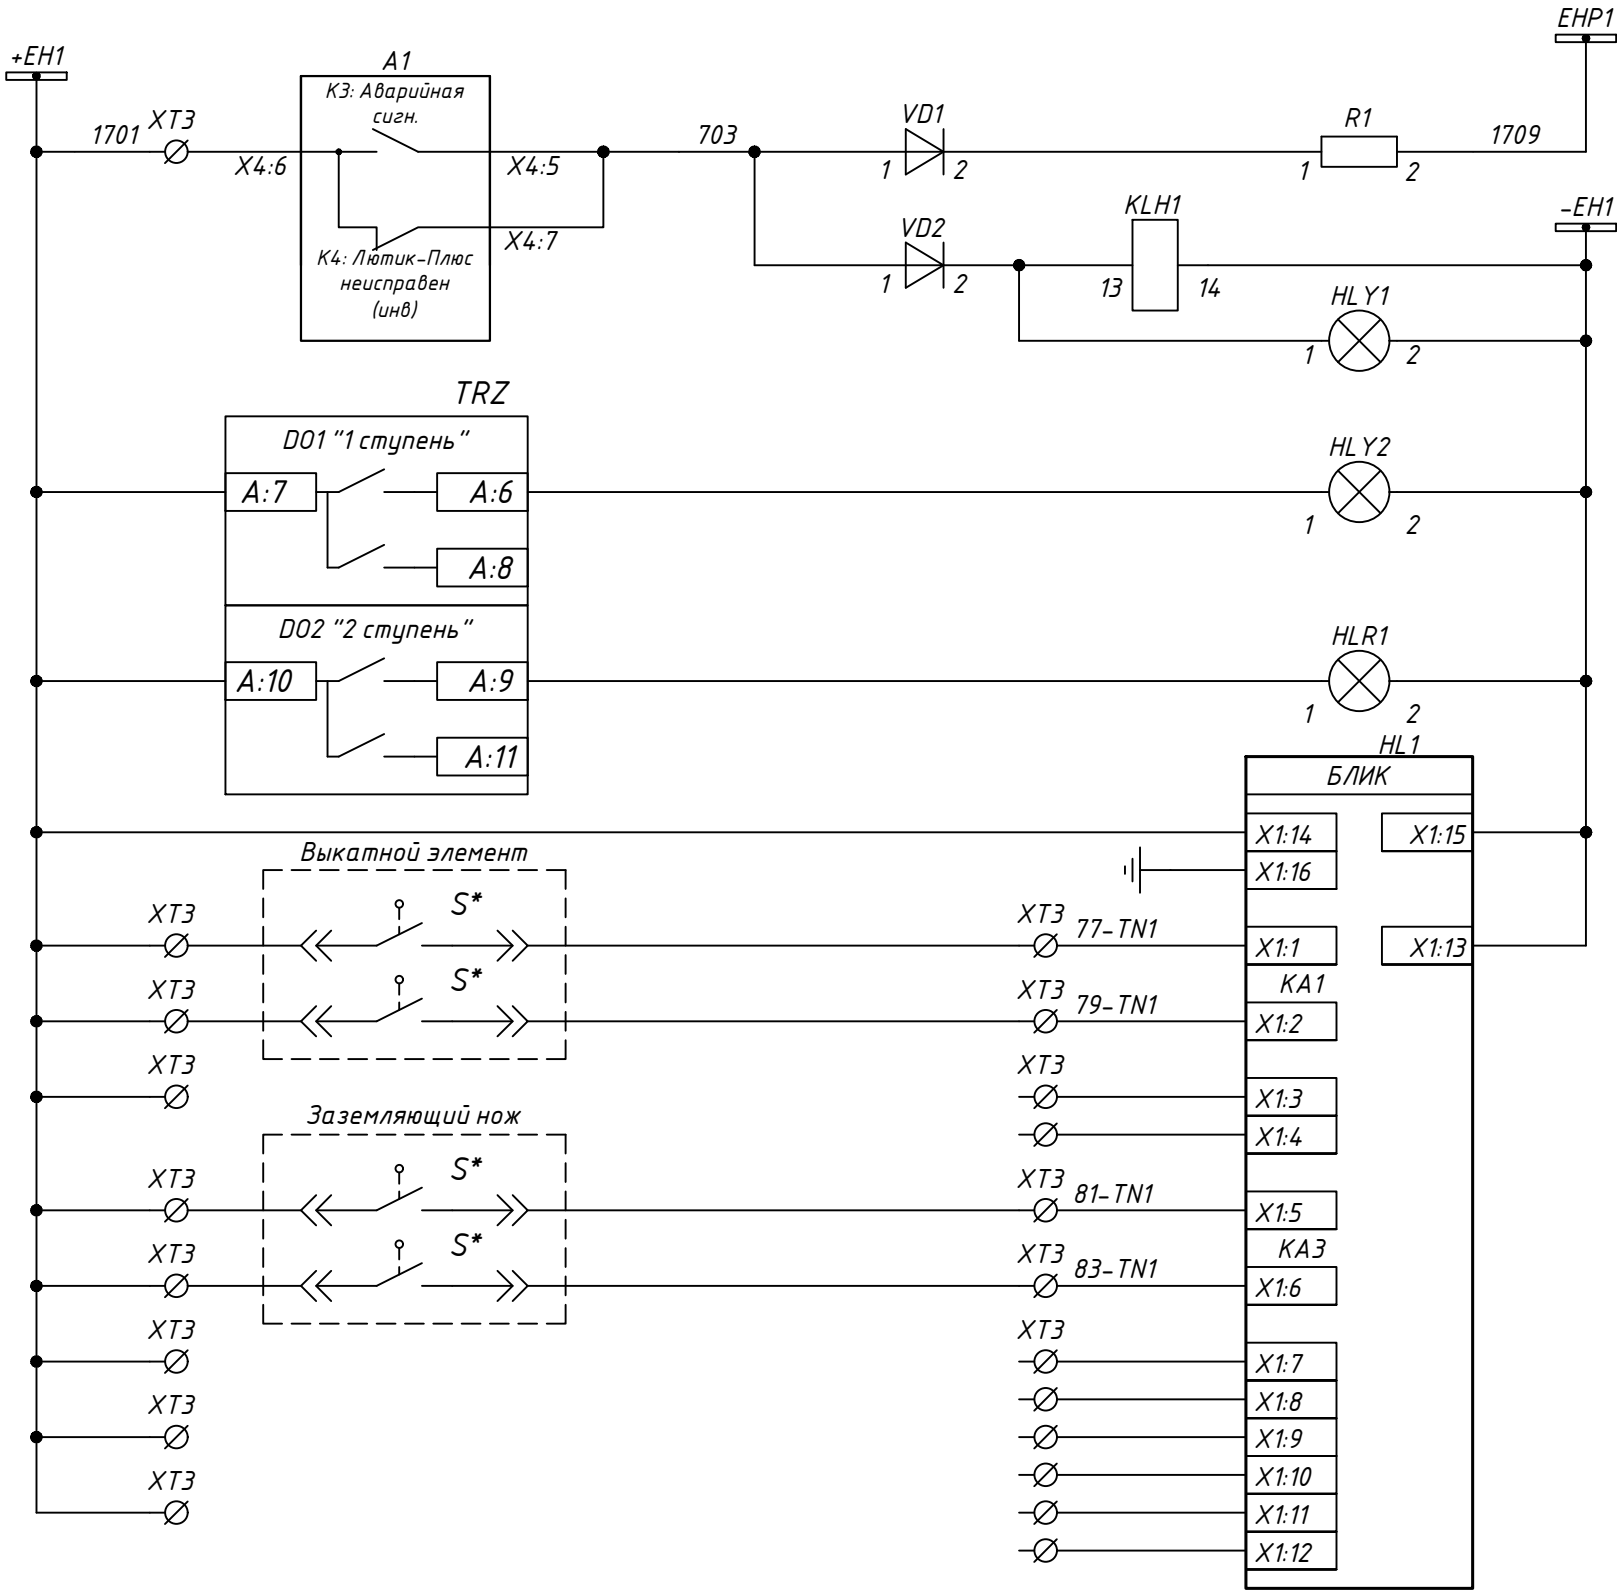 EHP1
+EH1
A1
К3: Аварийная
сигн.
1701
XT3
X4:6
X4:5
703
VD1
1
2
R1
1
2
1709
-EH1
X4:7
К4: Лютик-Плюс
неисправен
(инв)
VD2
1
2
KLH1
13
14
HLY1
1
2
TRZ
DO1 "1 ступень"
A:7
A:6
A:8
HLY2
1
2
DO2 "2 ступень"
A:10
A:9
A:11
HLR1
1
2
HL1
БЛИК
X1:14
X1:15
X1:16
Выкатной элемент
XT3
S*
XT3
77-TN1
X1:1
X1:13
KA1
XT3
S*
XT3
79-TN1
X1:2
XT3
XT3
X1:3
X1:4
Заземляющий нож
XT3
S*
XT3
81-TN1
X1:5
KA3
XT3
S*
XT3
83-TN1
X1:6
XT3
XT3
X1:7
X1:8
XT3
X1:9
X1:10
XT3
X1:11
X1:12